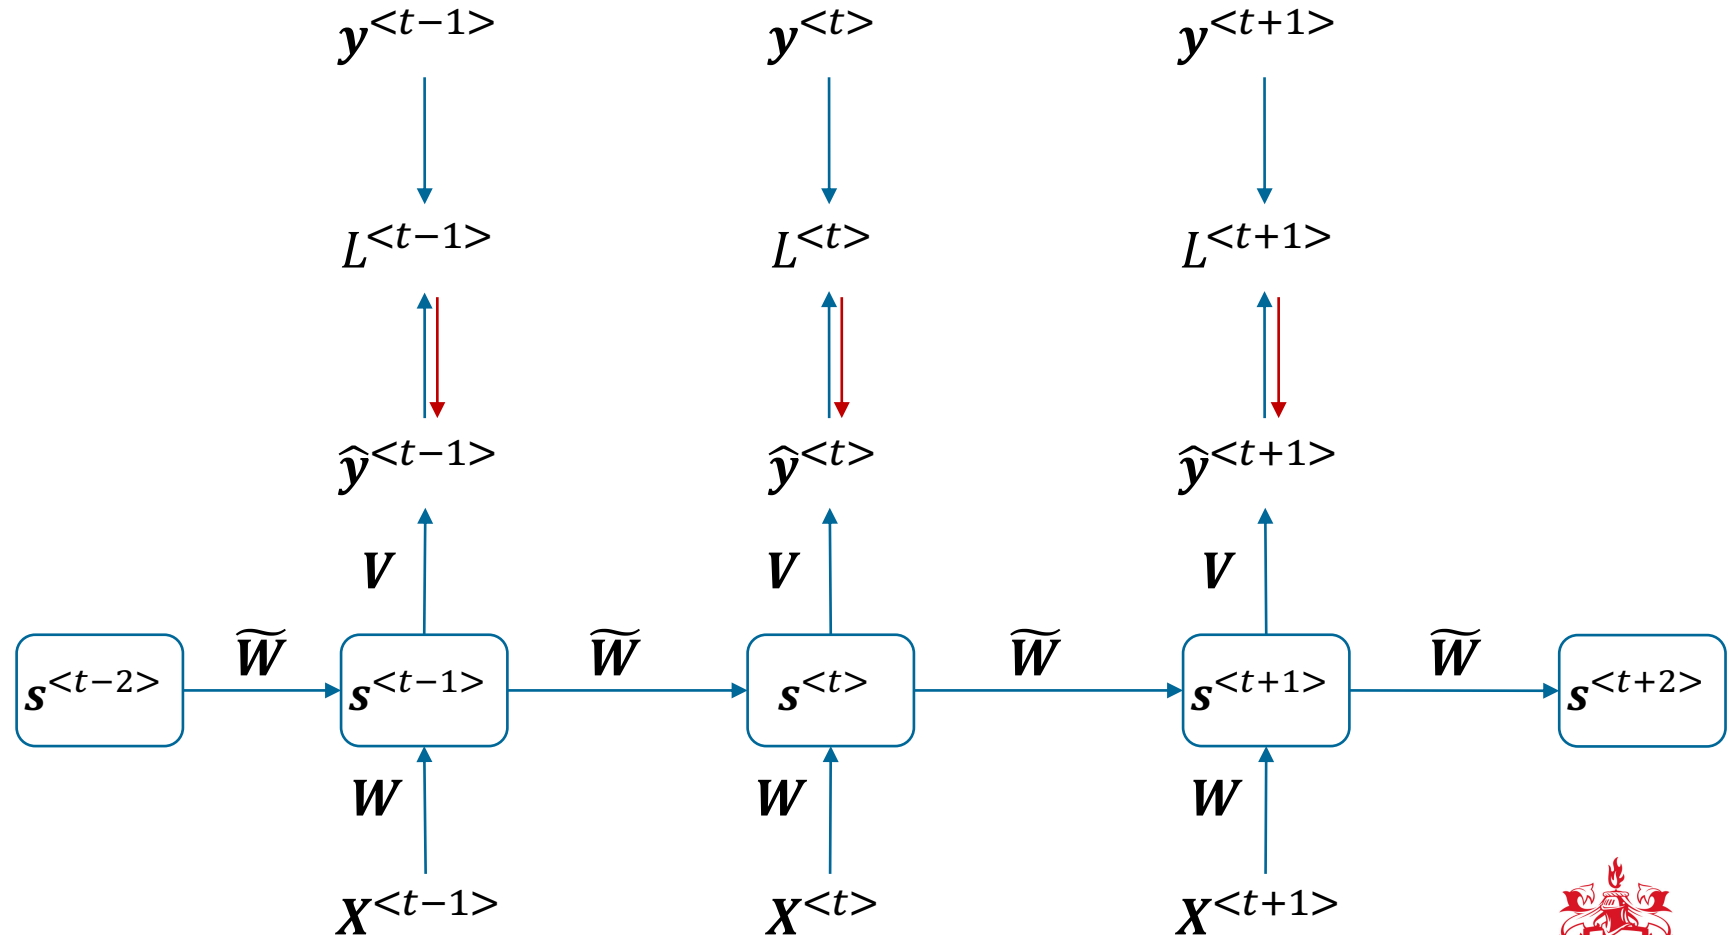 y<t−1> y<t> y<t+1>
L<t−1> L<t> L<t+1>
ŷ<t−1> ŷ<t> ŷ<t+1>
V V V
W̃ W̃ W̃ W̃
s<t−2> s<t−1> s<t> s<t+1> s<t+2>
W W W
X<t−1> X<t> X<t+1>